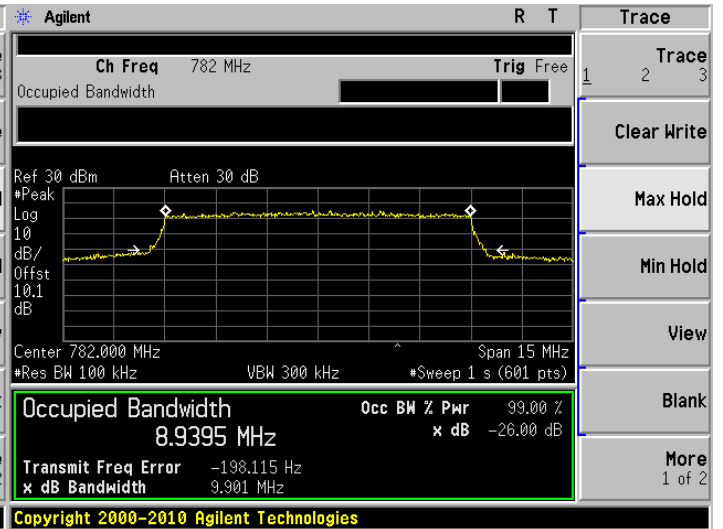 Agilent R T Trace
Ch Freq 782 MHz Trig Free
Occupied Bandwidth
Trace
1 2 3
Clear Write
Ref 30 dBm Atten 30 dB
#Peak
Log
10
dB/
Offst
10.1
dB
Max Hold
Min Hold
View
Center 782.000 MHz Span 15 MHz
#Res BW 100 kHz VBW 300 kHz #Sweep 1 s (601 pts)
Occupied Bandwidth Occ BW % Pwr 99.00 %
8.9395 MHz x dB -26.00 dB
Blank
Transmit Freq Error -198.115 Hz
x dB Bandwidth 9.901 MHz
More
1 of 2
Copyright 2000-2010 Agilent Technologies